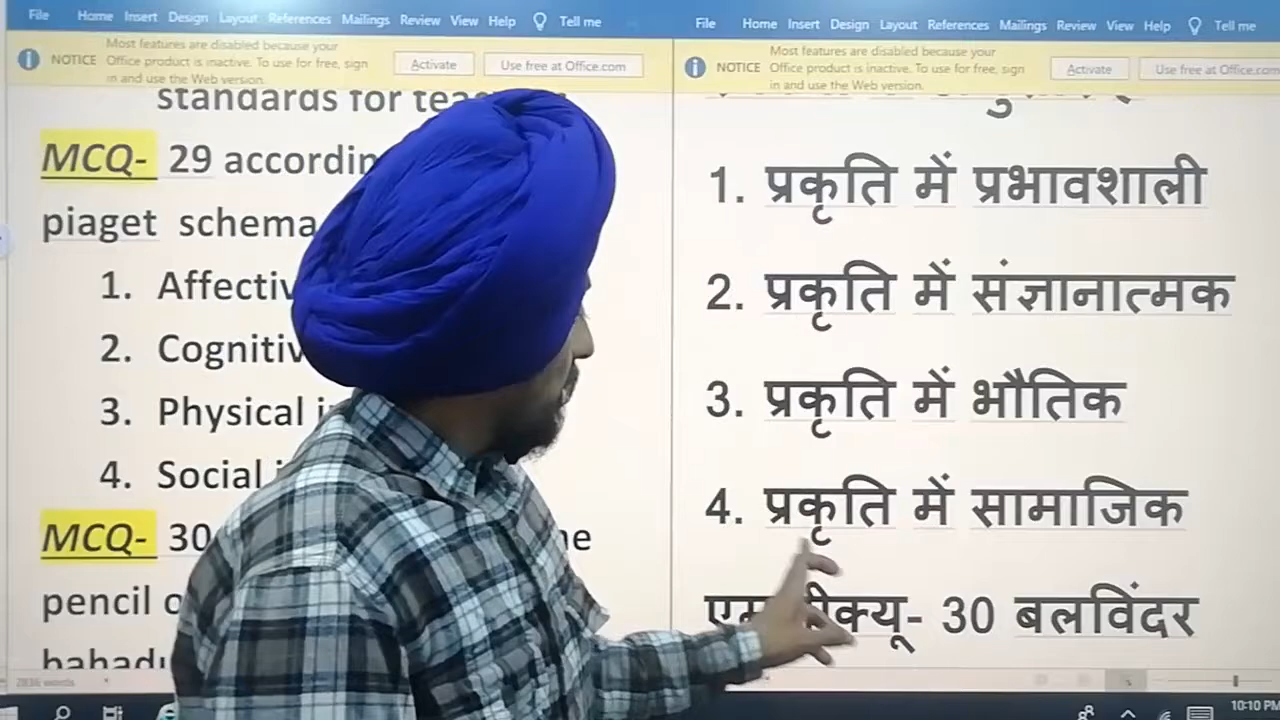 File Home Insert Design Layout References Mailings Review View Help Tell me
NOTICE Most features are disabled because your
Office product is inactive. To use for free, sign
in and use the Web version.
Activate Use free at Office.com
standards for
MCQ- 29
piaget schema
1.
2.
3. Physical
4. Social
MCQ- 30
pencil
2836 words
File Home Insert Design Layout References Mailings Review View Help Tell me
NOTICE Most features are disabled because your
Office product is inactive. To use for free, sign
in and use the Web version.
Activate Use free at Office.com
1. प्रकृति में प्रभावशाली
2. प्रकृति में संज्ञानात्मक
3. प्रकृति में भौतिक
4. प्रकृति में सामाजिक
30 बलविंदर
10:10 PM